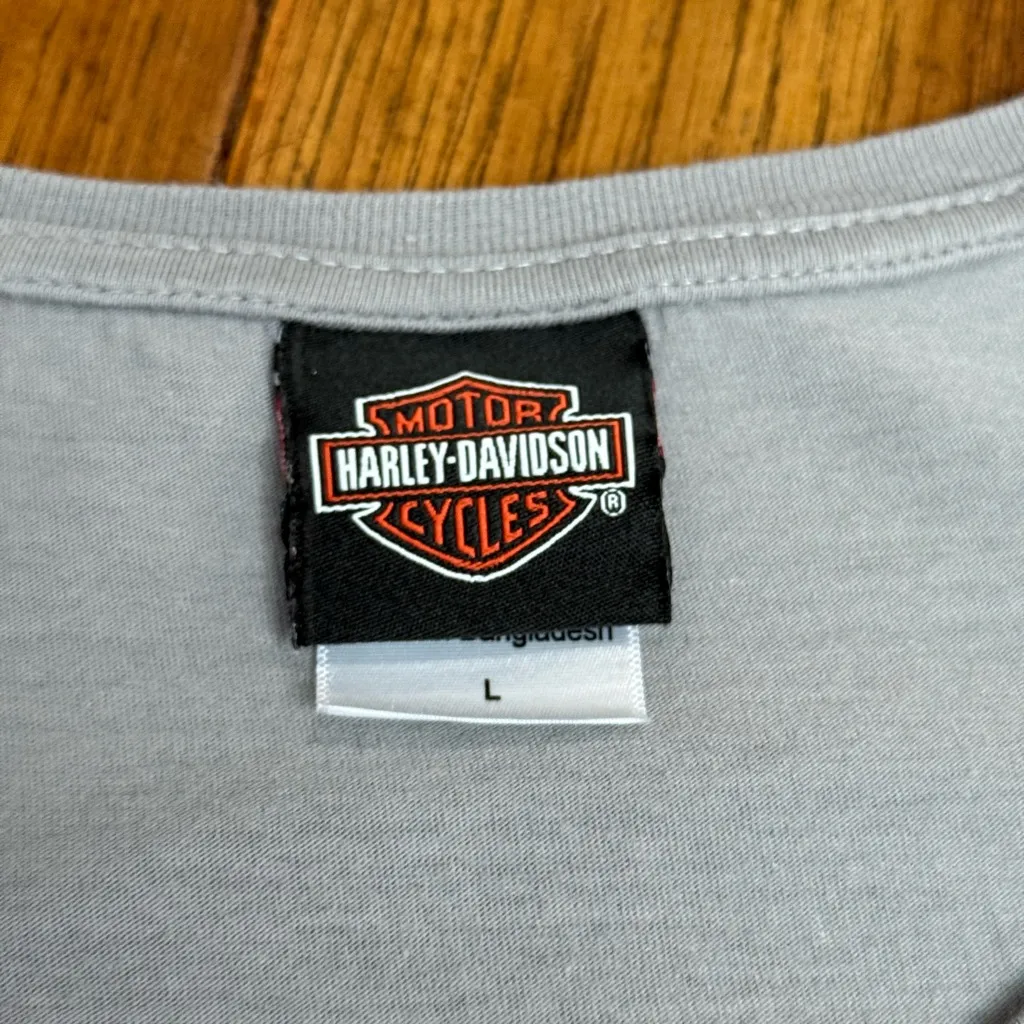 MOTOR
HARLEY-DAVIDSON
CYCLES
®
Bangladesh
L